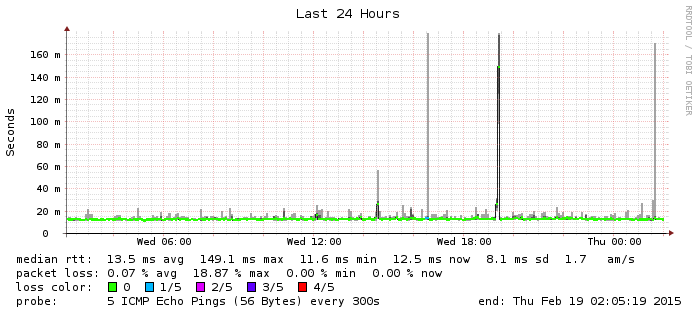 Last 24 Hours
RRDTOOL / TOBI OETIKER
Seconds
160 m
140 m
120 m
100 m
80 m
60 m
40 m
20 m
0
Wed 06:00 Wed 12:00 Wed 18:00 Thu 00:00
median rtt: 13.5 ms avg 149.1 ms max 11.6 ms min 12.5 ms now 8.1 ms sd 1.7 am/s
packet loss: 0.07 % avg 18.87 % max 0.00 % min 0.00 % now
loss color: 0 1/5 2/5 3/5 4/5
probe: 5 ICMP Echo Pings (56 Bytes) every 300s end: Thu Feb 19 02:05:19 2015